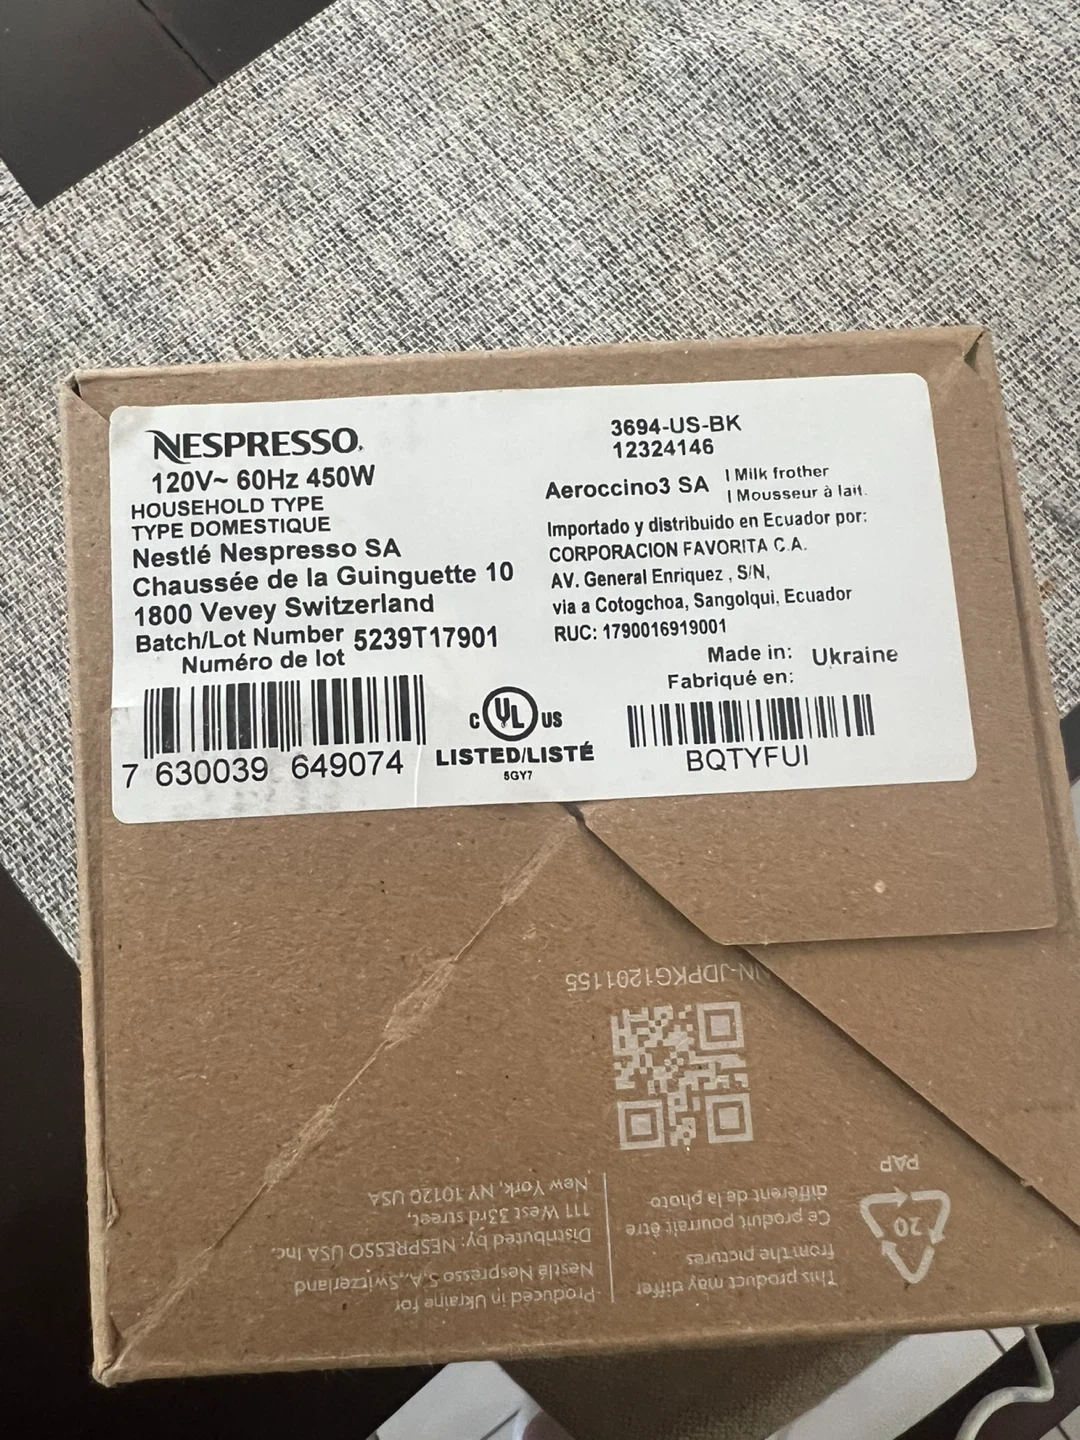 NESPRESSO.
120V~ 60Hz 450W
HOUSEHOLD TYPE
TYPE DOMESTIQUE
Nestlé Nespresso SA
Chaussée de la Guinguette 10
1800 Vevey Switzerland
Batch/Lot Number 5239T17901
Numéro de lot
7 630039 649074
C UL US
LISTED/LISTÉ
5GY7
3694-US-BK
12324146
Aeroccino3 SA
| Milk frother
| Mousseur à lait.
Importado y distribuido en Ecuador por:
CORPORACION FAVORITA C.A.
AV. General Enriquez , S/N,
via a Cotogchoa, Sangolqui, Ecuador
RUC: 1790016919001
Made in: Ukraine
Fabriqué en:
BQTYFUI
This product may differ
from the pictures
Ce produit pourrait être
différent de la photo
Produced in Ukraine for
Nestlé Nespresso S.A.,Switzerland
Distributed by: NESPRESSO USA Inc.
111 West 33rd street,
New York, NY 10120 USA
20
PAP
N-JDPKG1201155